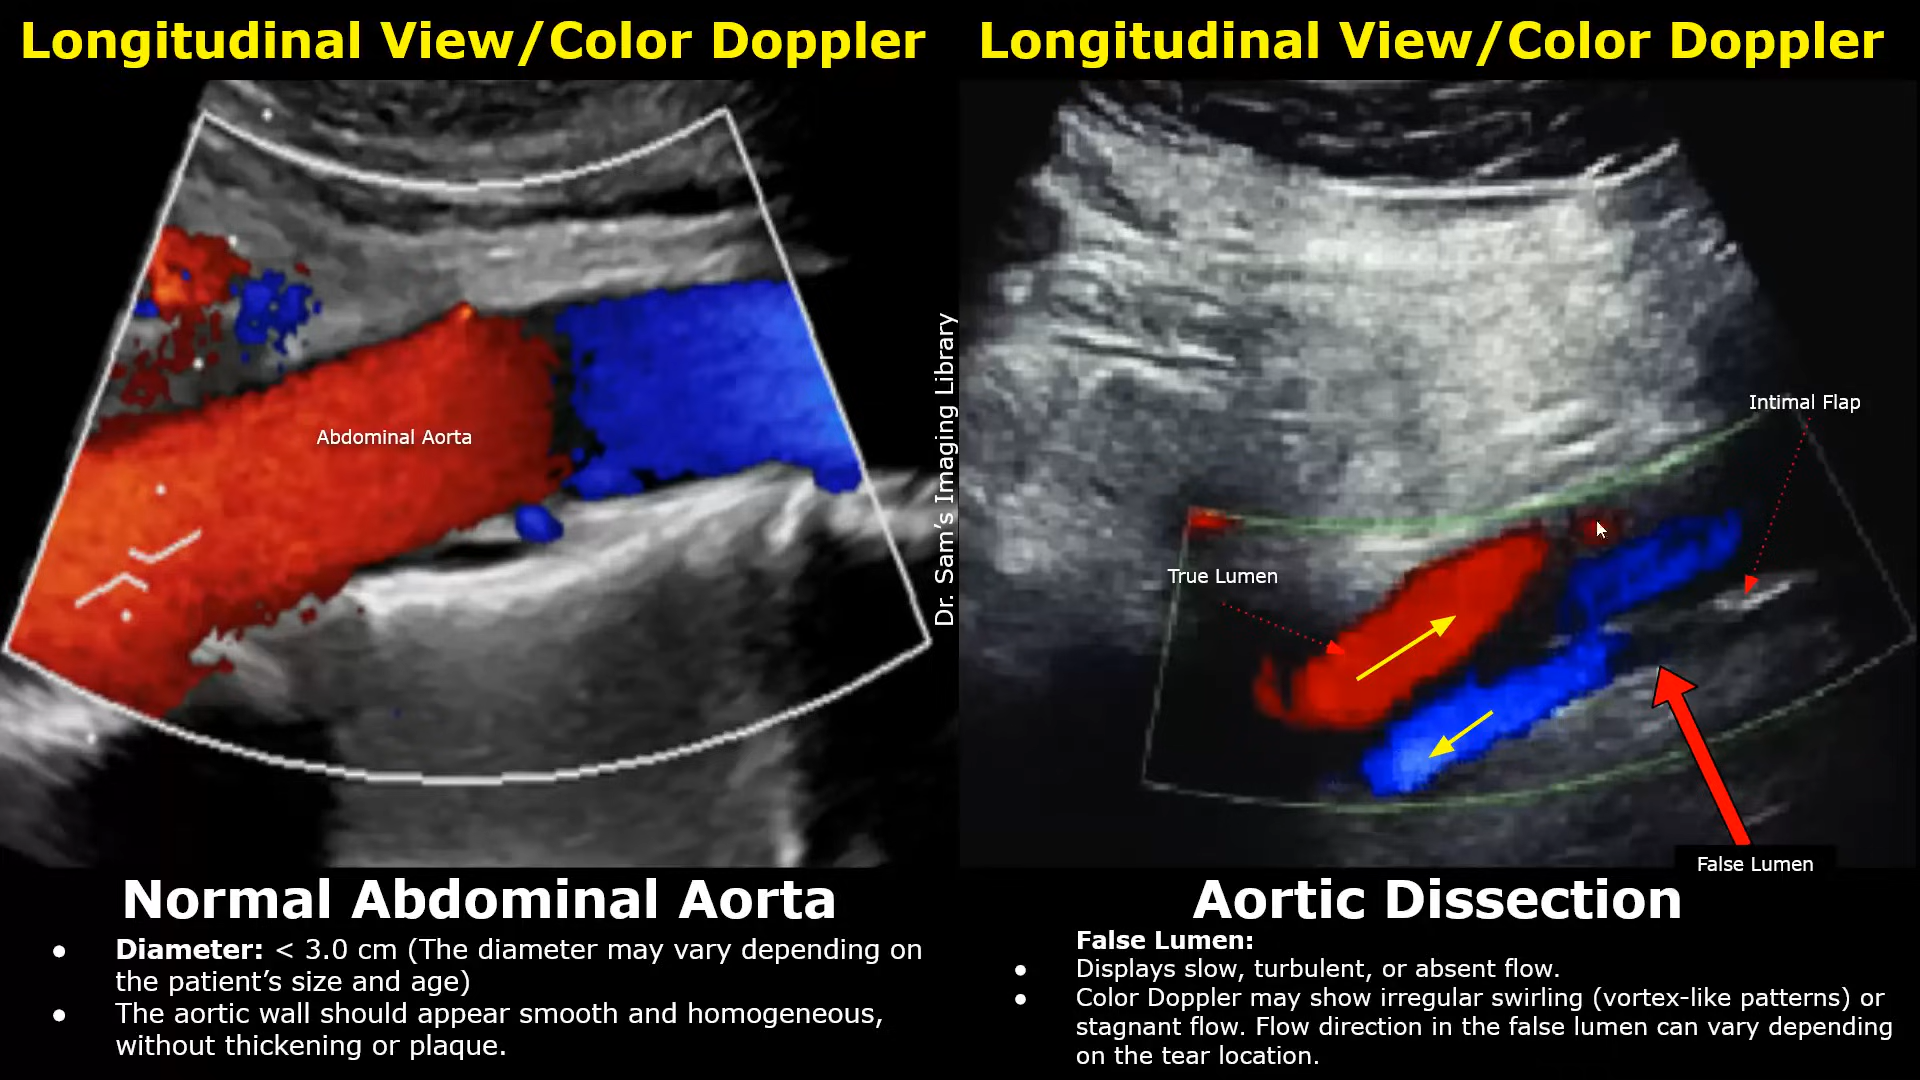 Longitudinal View/Color Doppler
Abdominal Aorta
Normal Abdominal Aorta
● Diameter: < 3.0 cm (The diameter may vary depending on
the patient’s size and age)
● The aortic wall should appear smooth and homogeneous,
without thickening or plaque.
Dr. Sam’s Imaging Library
Longitudinal View/Color Doppler
Intimal Flap
True Lumen
False Lumen
Aortic Dissection
False Lumen:
● Displays slow, turbulent, or absent flow.
● Color Doppler may show irregular swirling (vortex-like patterns) or
stagnant flow. Flow direction in the false lumen can vary depending
on the tear location.